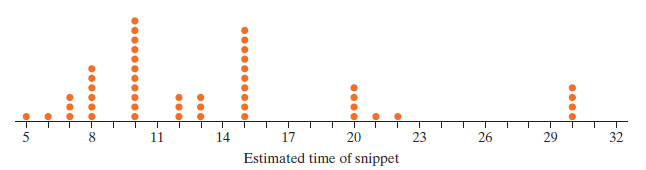 5 8 11 14 17 20 23 26 29 32
Estimated time of snippet